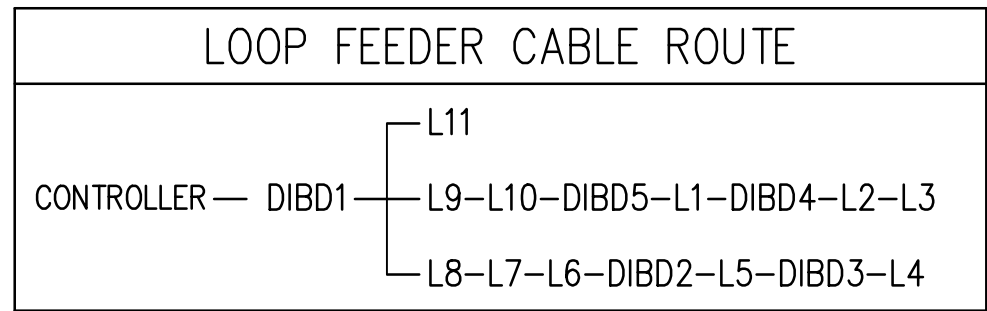 LOOP FEEDER CABLE ROUTE
L11
CONTROLLER — DIBD1 — L9-L10-DIBD5-L1-DIBD4-L2-L3
L8-L7-L6-DIBD2-L5-DIBD3-L4